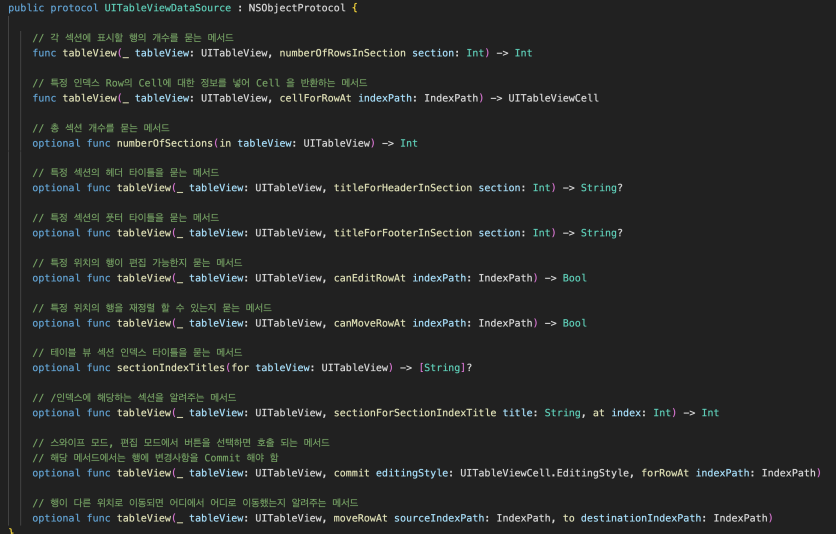 public protocol UITableViewDataSource : NSObjectProtocol {
// 각 섹션에 표시할 행의 개수를 묻는 메서드
func tableView(_ tableView: UITableView, numberOfRowsInSection section: Int) -> Int
// 특정 인덱스 Row의 Cell에 대한 정보를 넣어 Cell 을 반환하는 메서드
func tableView(_ tableView: UITableView, cellForRowAt indexPath: IndexPath) -> UITableViewCell
// 총 섹션 개수를 묻는 메서드
optional func numberOfSections(in tableView: UITableView) -> Int
// 특정 섹션의 헤더 타이틀을 묻는 메서드
optional func tableView(_ tableView: UITableView, titleForHeaderInSection section: Int) -> String?
// 특정 섹션의 풋터 타이틀을 묻는 메서드
optional func tableView(_ tableView: UITableView, titleForFooterInSection section: Int) -> String?
// 특정 위치의 행이 편집 가능한지 묻는 메서드
optional func tableView(_ tableView: UITableView, canEditRowAt indexPath: IndexPath) -> Bool
// 특정 위치의 행을 재정렬 할 수 있는지 묻는 메서드
optional func tableView(_ tableView: UITableView, canMoveRowAt indexPath: IndexPath) -> Bool
// 테이블 뷰 섹션 인덱스 타이틀을 묻는 메서드
optional func sectionIndexTitles(for tableView: UITableView) -> [String]?
// /인덱스에 해당하는 섹션을 알려주는 메서드
optional func tableView(_ tableView: UITableView, sectionForSectionIndexTitle title: String, at index: Int) -> Int
// 스와이프 모드, 편집 모드에서 버튼을 선택하면 호출 되는 메서드
// 해당 메서드에서는 행에 변경사항을 Commit 해야 함
optional func tableView(_ tableView: UITableView, commit editingStyle: UITableViewCell.EditingStyle, forRowAt indexPath: IndexPath)
// 행이 다른 위치로 이동되면 어디에서 어디로 이동했는지 알려주는 메서드
optional func tableView(_ tableView: UITableView, moveRowAt sourceIndexPath: IndexPath, to destinationIndexPath: IndexPath)
}